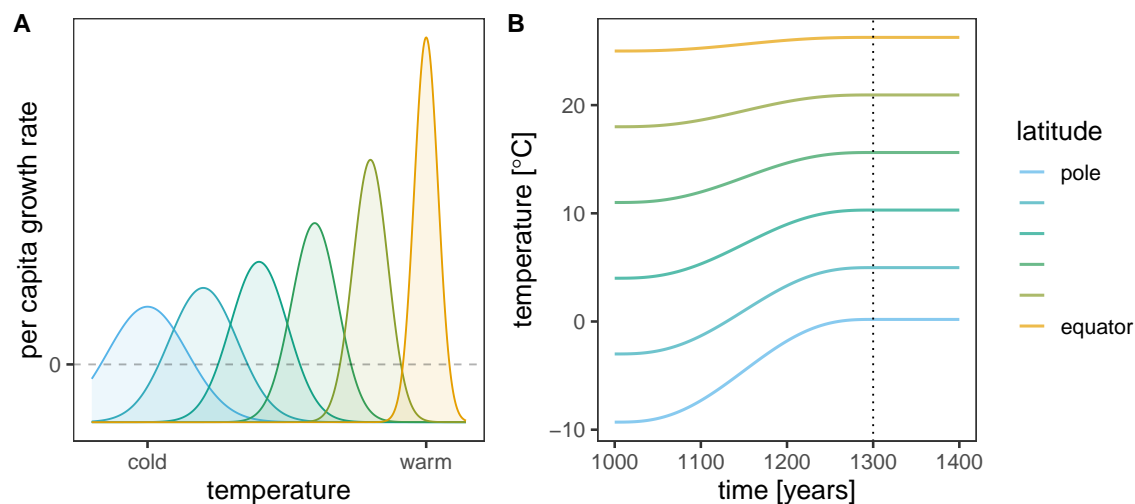 A
per capita growth rate
0
cold
warm
temperature
B
temperature [°C]
20
10
0
−10
1000
1100
1200
1300
1400
time [years]
latitude
pole
equator